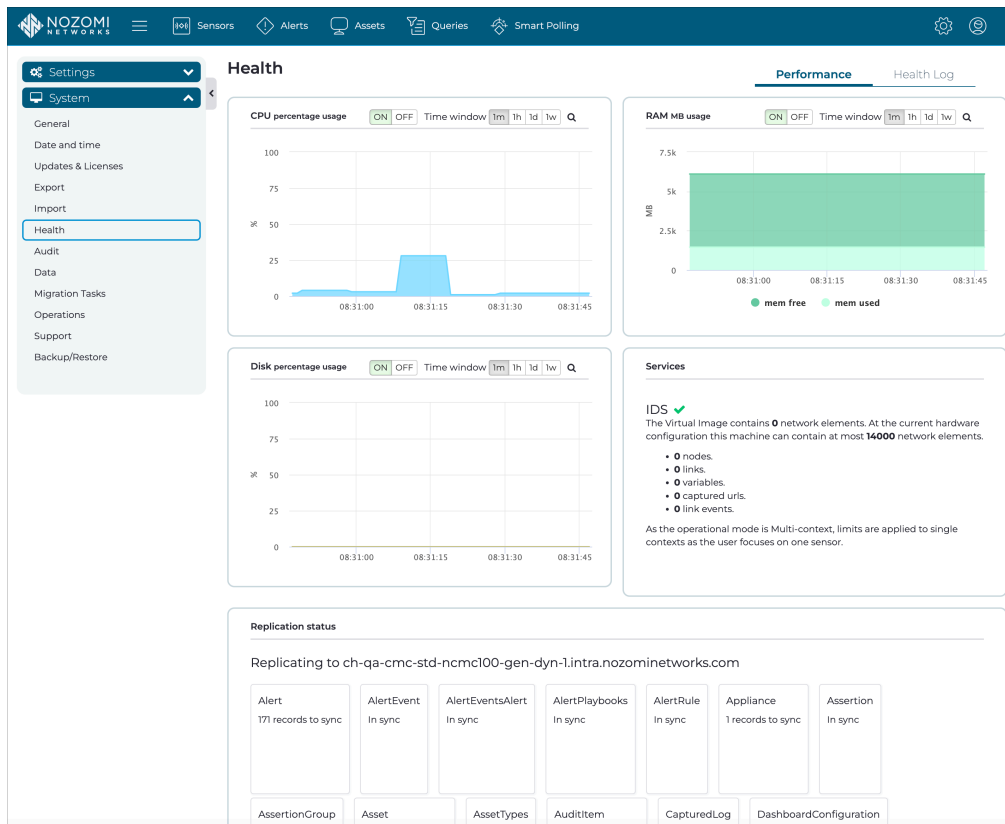 NOZOMI
NETWORKS
Sensors
Alerts
Assets
Queries
Smart Polling
Settings
System
General
Date and time
Updates & Licenses
Export
Import
Health
Audit
Data
Migration Tasks
Operations
Support
Backup/Restore
Health
Performance
Health Log
CPU percentage usage
ON OFF
Time window 1m 1h 1d 1w
100
75
50
25
0
%
08:31:00 08:31:15 08:31:30 08:31:45
RAM MB usage
ON OFF
Time window 1m 1h 1d 1w
7.5k
5k
2.5k
0
MB
08:31:00 08:31:15 08:31:30 08:31:45
mem free mem used
Disk percentage usage
ON OFF
Time window 1m 1h 1d 1w
100
75
50
25
0
%
08:31:00 08:31:15 08:31:30 08:31:45
Services
IDS
The Virtual Image contains 0 network elements. At the current hardware
configuration this machine can contain at most 14000 network elements.
• 0 nodes.
• 0 links.
• 0 variables.
• 0 captured urls.
• 0 link events.
As the operational mode is Multi-context, limits are applied to single
contexts as the user focuses on one sensor.
Replication status
Replicating to ch-qa-cmc-std-ncmc100-gen-dyn-1.intra.nozominetworks.com
Alert
171 records to sync
AlertEvent
In sync
AlertEventsAlert
In sync
AlertPlaybooks
In sync
AlertRule
In sync
Appliance
1 records to sync
Assertion
In sync
AssertionGroup
Asset
AssetTypes
AuditItem
CapturedLog
DashboardConfiguration